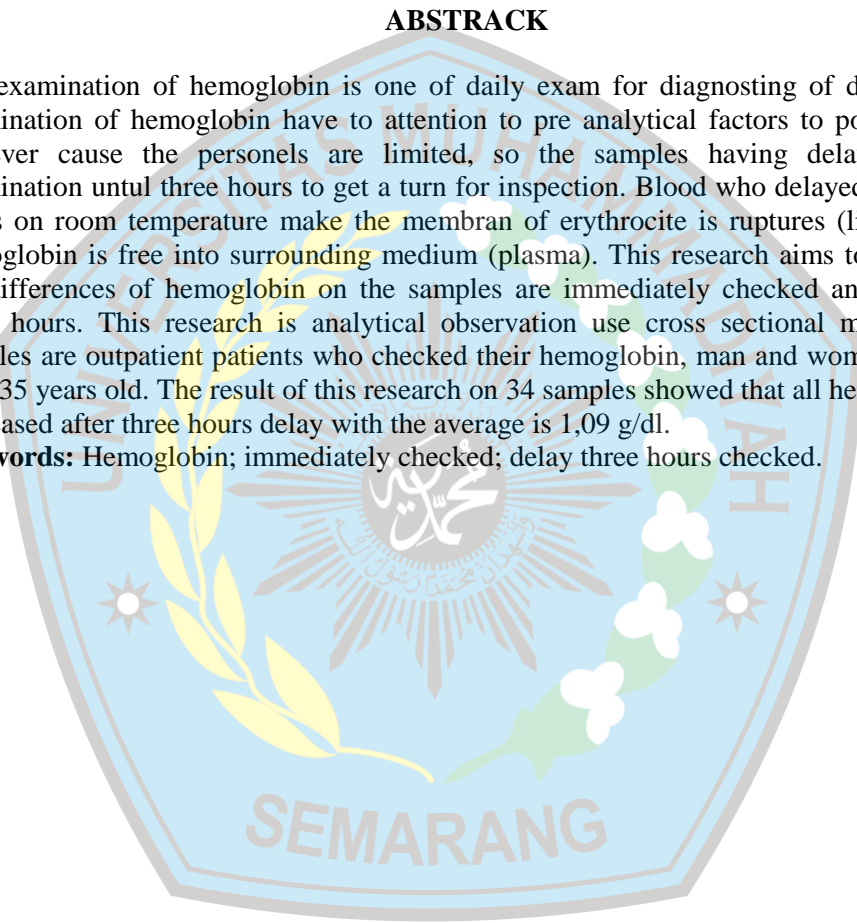 ABSTRACK
examination of hemoglobin is one of daily exam for diagnosting of d
ination of hemoglobin have to attention to pre analytical factors to po
ever cause the personels are limited, so the samples having dela
ination untul three hours to get a turn for inspection. Blood who delayed
s on room temperature make the membran of erythrocite is ruptures (li
oglobin is free into surrounding medium (plasma). This research aims to
ifferences of hemoglobin on the samples are immediately checked an
hours. This research is analytical observation use cross sectional m
les are outpatient patients who checked their hemoglobin, man and wom
35 years old. The result of this research on 34 samples showed that all he
eased after three hours delay with the average is 1,09 g/dl.
words: Hemoglobin; immediately checked; delay three hours checked.
UNIVERSITAS MUHAMMADIYAH
SEMARANG